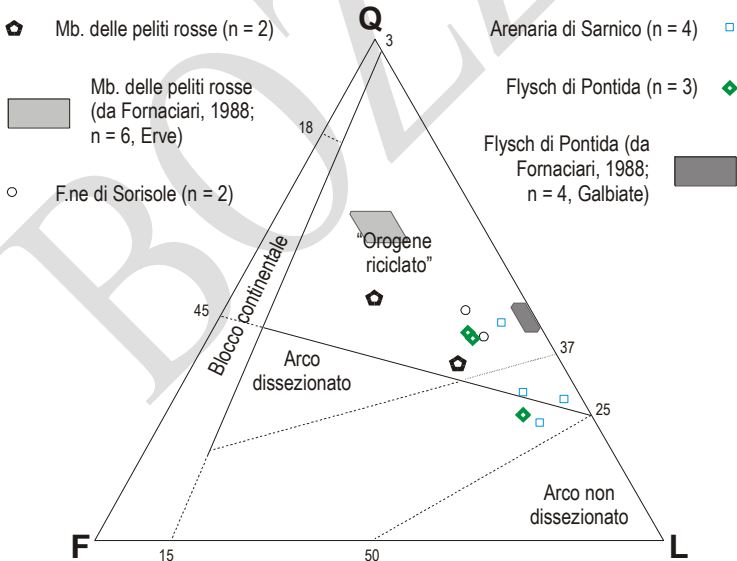 Q
3
Mb. delle peliti rosse (n = 2)
Mb. delle peliti rosse
(da Fornaciari, 1988;
n = 6, Erve)
F.ne di Sorisole (n = 2)
Arenaria di Sarnico (n = 4)
Flysch di Pontida (n = 3)
Flysch di Pontida (da
Fornaciari, 1988;
n = 4, Galbiate)
18
"Orogene
riciclato"
Blocco continentale
45
37
Arco
dissezionato
25
Arco non
dissezionato
F
15
50
L
BOZZ